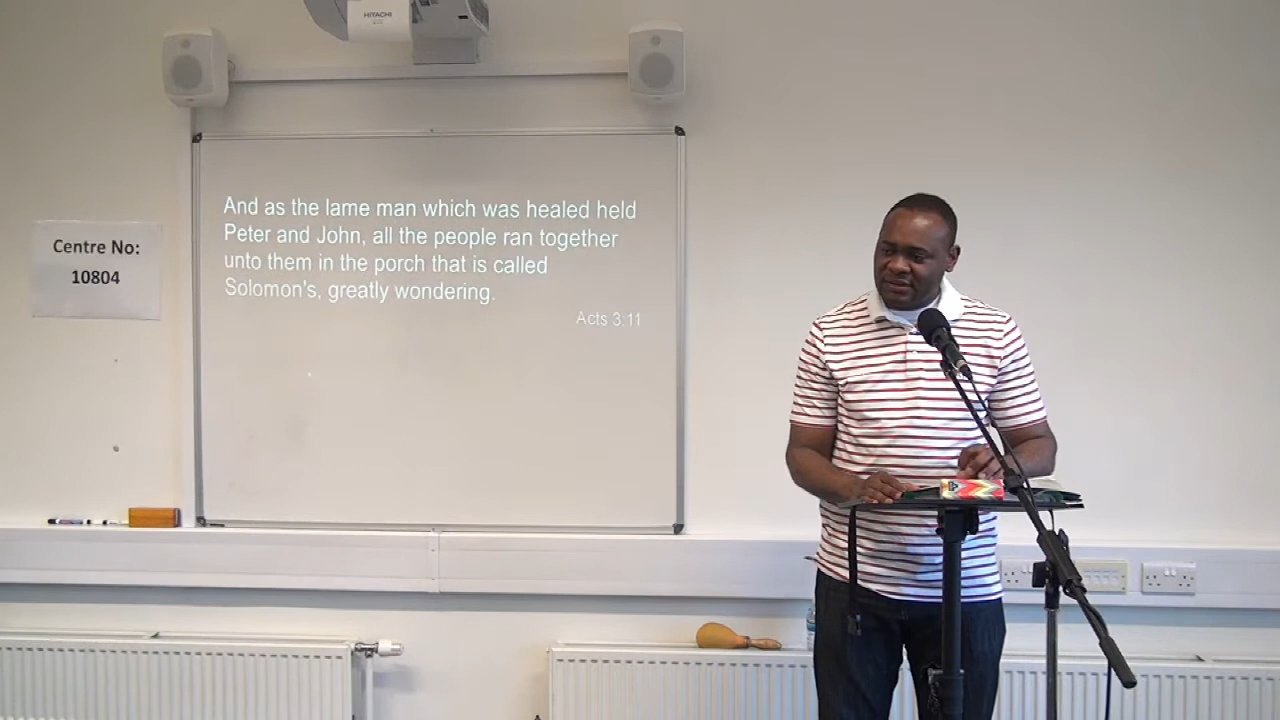 HITACHI
And as the lame man which was healed held
Peter and John, all the people ran together
unto them in the porch that is called
Solomon's, greatly wondering.
Acts 3:11
Centre No:
10804